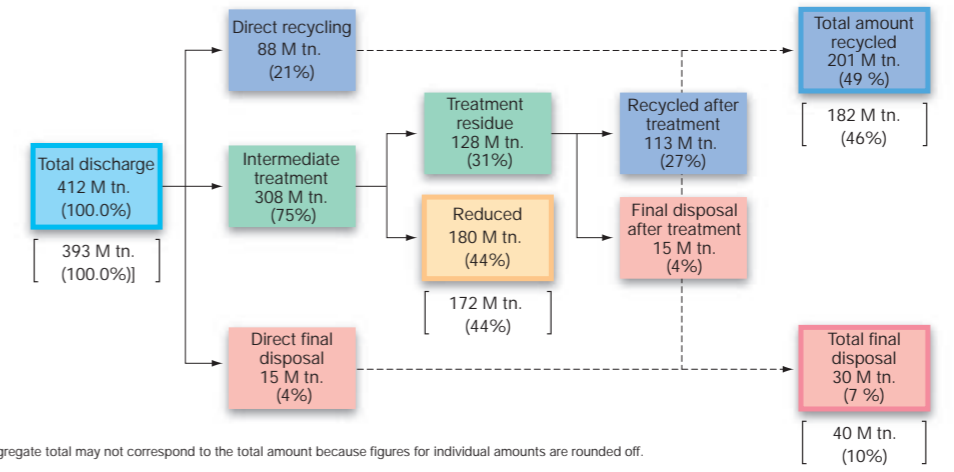 Direct recycling
88 M tn.
(21%)
Total amount
recycled
201 M tn.
(49 %)
[ 182 M tn. ]
(46%)
Treatment
residue
128 M tn.
(31%)
Recycled after
treatment
113 M tn.
(27%)
Total discharge
412 M tn.
(100.0%)
[ 393 M tn. ]
(100.0%)]
Intermediate
treatment
308 M tn.
(75%)
Reduced
180 M tn.
(44%)
[ 172 M tn. ]
(44%)
Final disposal
after treatment
15 M tn.
(4%)
Direct final
disposal
15 M tn.
(4%)
Total final
disposal
30 M tn.
(7 %)
[ 40 M tn. ]
(10%)
total may not correspond to the total amount because figures for individual amounts are rounded off.